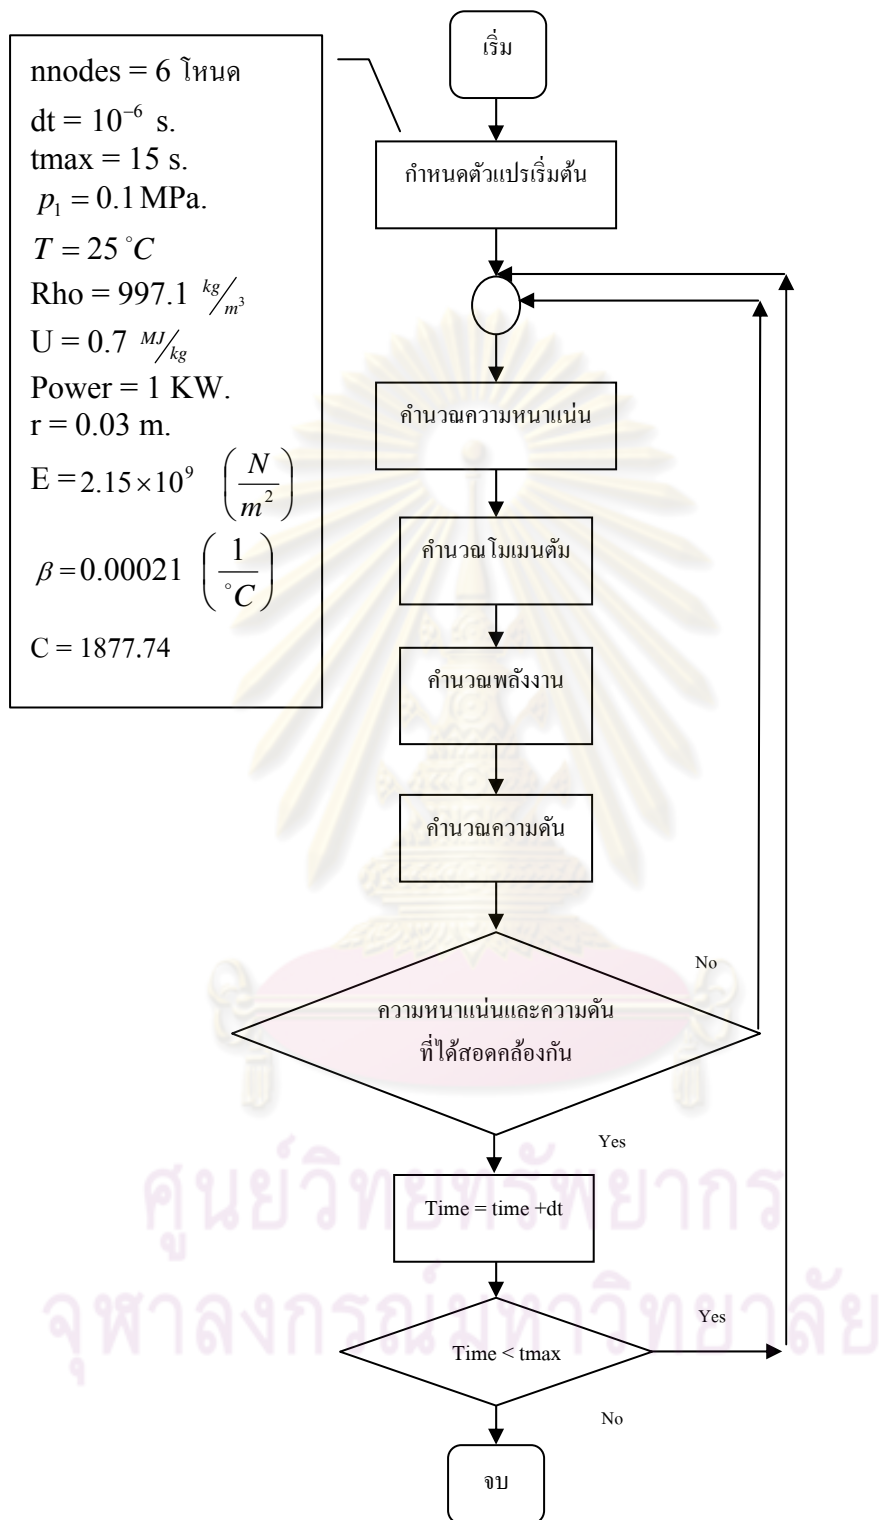 เริ่ม
nnodes = 6 โหนด
dt = 10⁻⁶ s.
tmax = 15 s.
p₁ = 0.1 MPa.
T = 25 °C
Rho = 997.1 kg/m³
U = 0.7 MJ/kg
Power = 1 KW.
r = 0.03 m.
E = 2.15×10⁹ (N/m²)
β = 0.00021 (1/°C)
C = 1877.74
กำหนดตัวแปรเริ่มต้น
คำนวณความหนาแน่น
คำนวณโมเมนตัม
คำนวณพลังงาน
คำนวณความดัน
No
ความหนาแน่นและความดัน
ที่ได้สอดคล้องกัน
Yes
Time = time +dt
Yes
Time < tmax
No
จบ
ศูนย์วิทยทรัพยากร
จุฬาลงกรณ์มหาวิทยาลัย